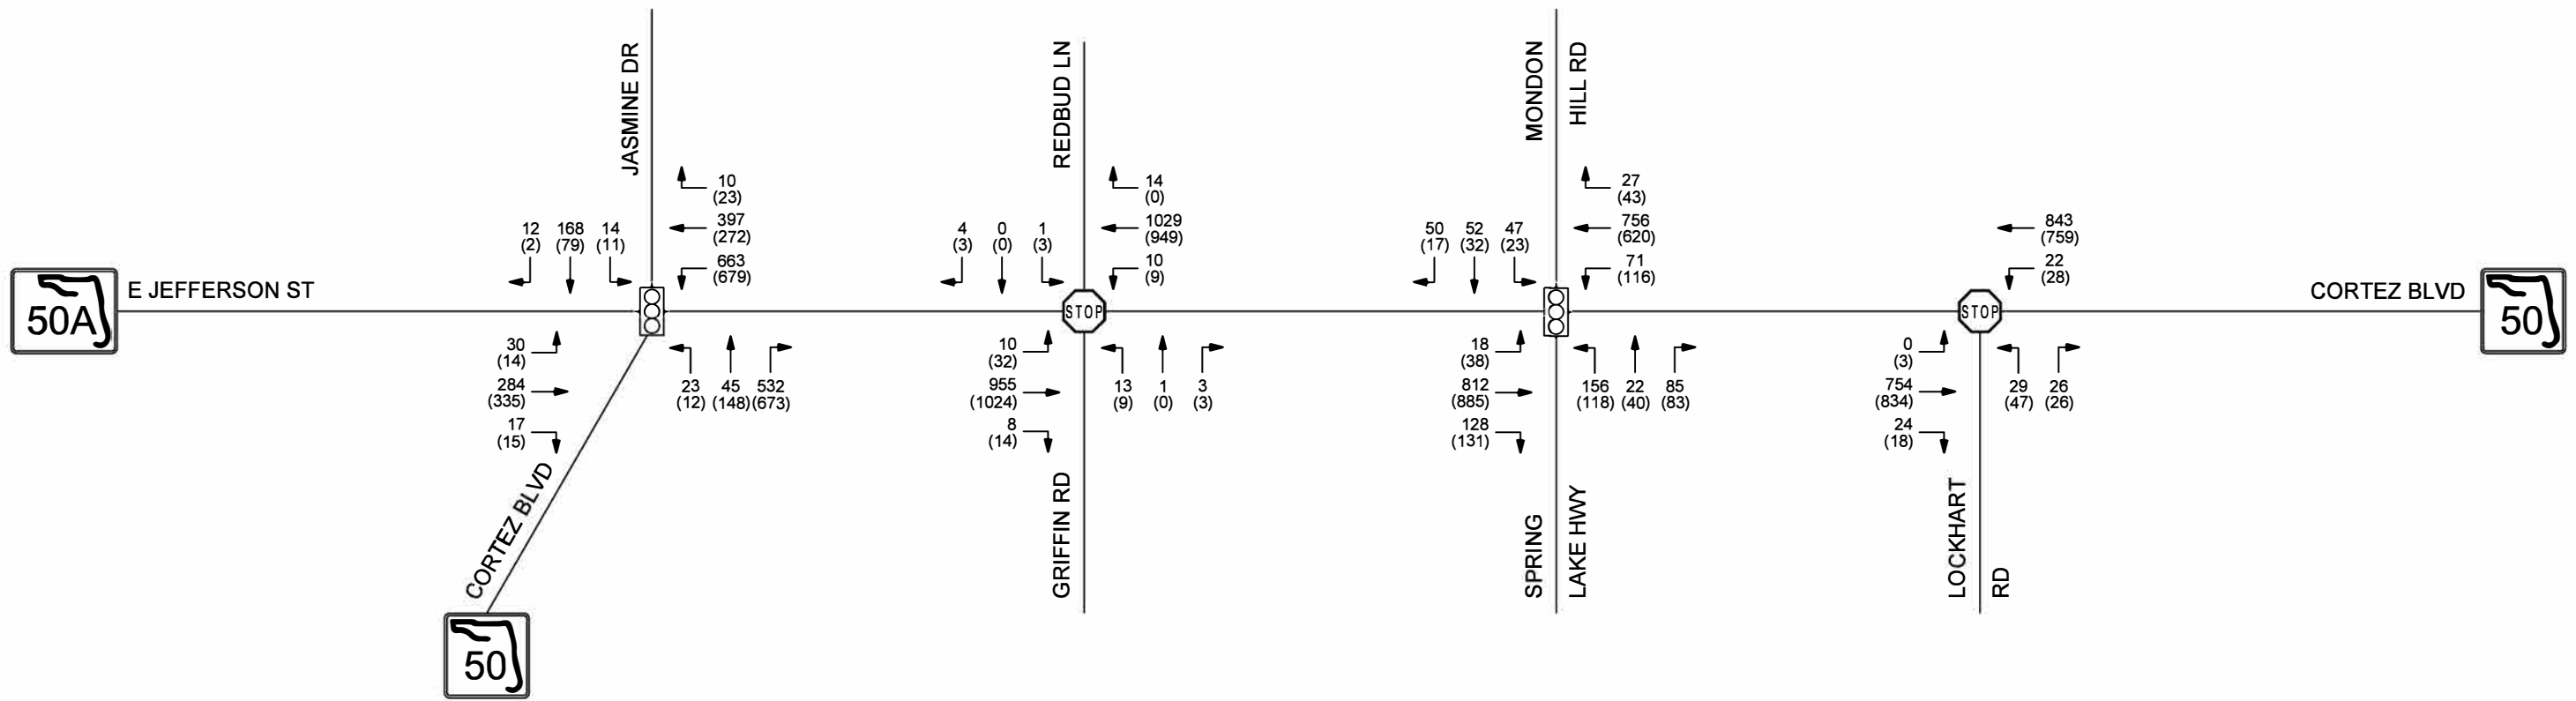 JASMINE DR
10
(23)
397
(272)
663
(679)
12 168 14
(2) (79) (11)
50A
E JEFFERSON ST
30
(14)
284
(335)
17
(15)
23 45 532
(12) (148) (673)
CORTEZ BLVD
50
REDBUD LN
14
(0)
1029
(949)
10
(9)
4 0 1
(3) (0) (3)
STOP
10
(32)
955
(1024)
8
(14)
13 1 3
(9) (0) (3)
GRIFFIN RD
MONDON
HILL RD
27
(43)
756
(620)
71
(116)
50 52 47
(17) (32) (23)
18
(38)
812
(885)
128
(131)
156 22 85
(118) (40) (83)
SPRING
LAKE HWY
843
(759)
22
(28)
STOP
0
(3)
754
(834)
24
(18)
29 26
(47) (26)
LOCKHART
RD
CORTEZ BLVD
50